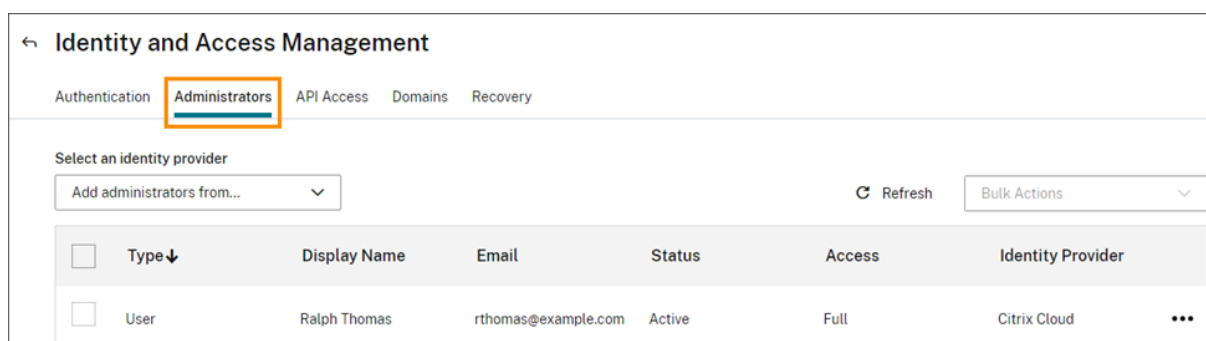 Identity and Access Management
Authentication Administrators API Access Domains Recovery
Select an identity provider
Add administrators from... Refresh Bulk Actions
Type Display Name Email Status Access Identity Provider
User Ralph Thomas rthomas@example.com Active Full Citrix Cloud